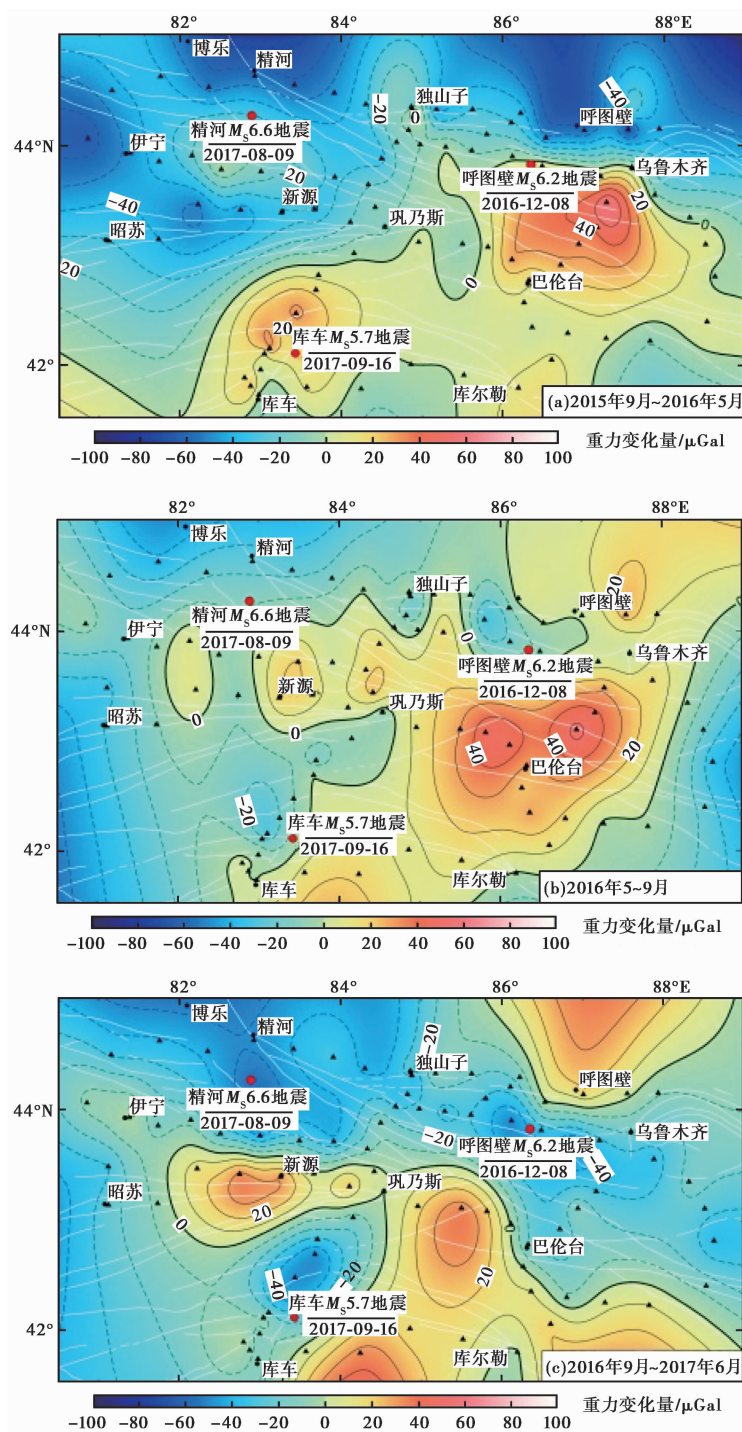 82 84 86 88°E
博乐
精河
-20
独山子
-40
0
呼图壁
44°N
伊宁
精河MS6.6地震
2017-08-09
乌鲁木齐
20
呼图壁MS6.2地震
2016-12-08
新源
20
-40
巩乃斯
40
0
昭苏
20
0
巴伦台
20
库车MS5.7地震
2017-09-16
42°
库车
库尔勒
(a)2015年9月~2016年5月
-100 -80 -60 -40 -20 0 20 40 60 80 100
重力变化量/μGal
82 84 86 88°E
博乐
精河
独山子
20
呼图壁
44°N
伊宁
精河MS6.6地震
2017-08-09
0
乌鲁木齐
呼图壁MS6.2地震
2016-12-08
新源
巩乃斯
昭苏
0
0
40
40
20
巴伦台
-20
库车MS5.7地震
2017-09-16
42°
库车
库尔勒
(b)2016年5~9月
-100 -80 -60 -40 -20 0 20 40 60 80 100
重力变化量/μGal
82 84 86 88°E
博乐
精河
-20
独山子
呼图壁
精河MS6.6地震
2017-08-09
44°N
伊宁
-20
乌鲁木齐
呼图壁MS6.2地震
2016-12-08
-40
新源
巩乃斯
昭苏
0
20
0
巴伦台
-40
-20
20
库车MS5.7地震
2017-09-16
42°
库车
库尔勒
(c)2016年9月~2017年6月
-100 -80 -60 -40 -20 0 20 40 60 80 100
重力变化量/μGal